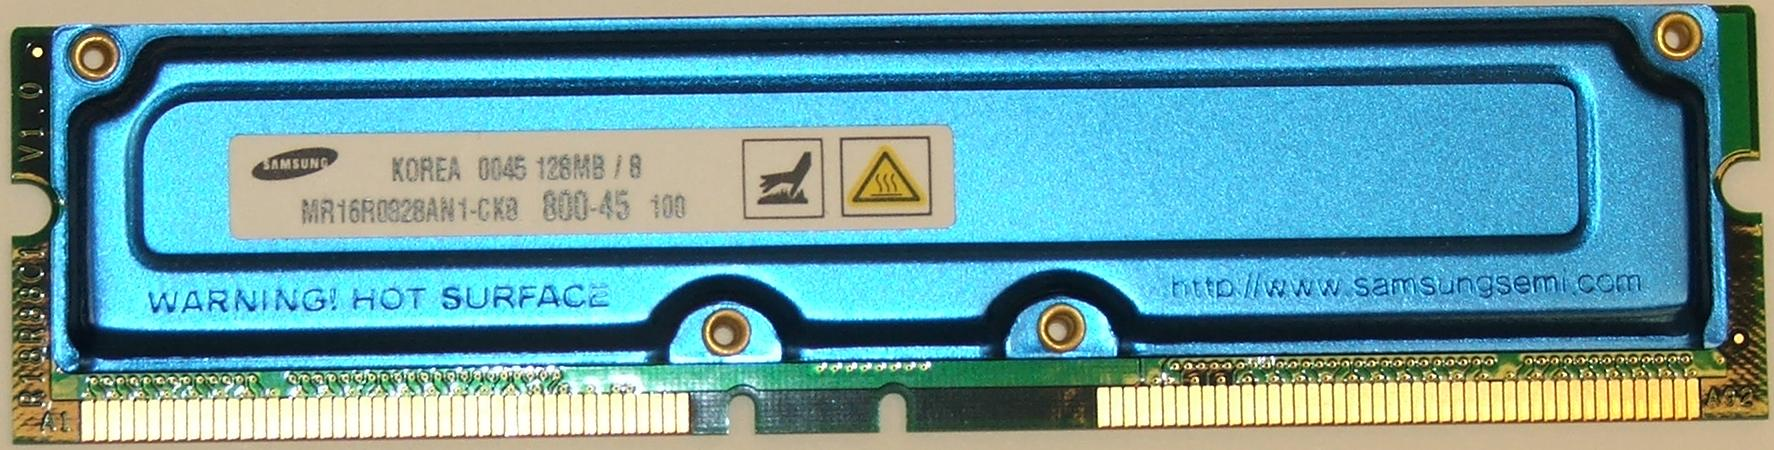 V1.0
SAMSUNG
KOREA 0045 128MB / 8
MR16R0828AN1-CK8 800-45 100
WARNING! HOT SURFACE
http://www.samsungsemi.com
A1
A92